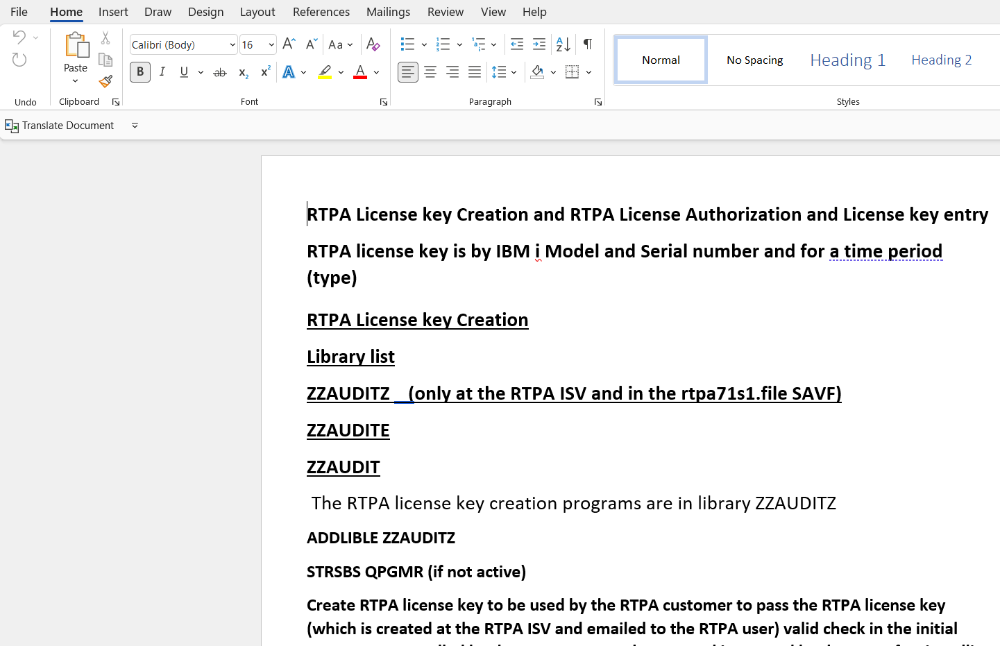 File Home Insert Draw Design Layout References Mailings Review View Help
Calibri (Body) 16 Aa
Paste
B I U ab x2 x2 A A
Normal No Spacing Heading 1 Heading 2
Undo Clipboard Font Paragraph Styles
Translate Document
RTPA License key Creation and RTPA License Authorization and License key entry
RTPA license key is by IBM i Model and Serial number and for a time period
(type)
RTPA License key Creation
Library list
ZZAUDITZ (only at the RTPA ISV and in the rtpa71s1.file SAVF)
ZZAUDITE
ZZAUDIT
The RTPA license key creation programs are in library ZZAUDITZ
ADDLIBLE ZZAUDITZ
STRSBS QPGMR (if not active)
Create RTPA license key to be used by the RTPA customer to pass the RTPA license key
(which is created at the RTPA ISV and emailed to the RTPA user) valid check in the initial